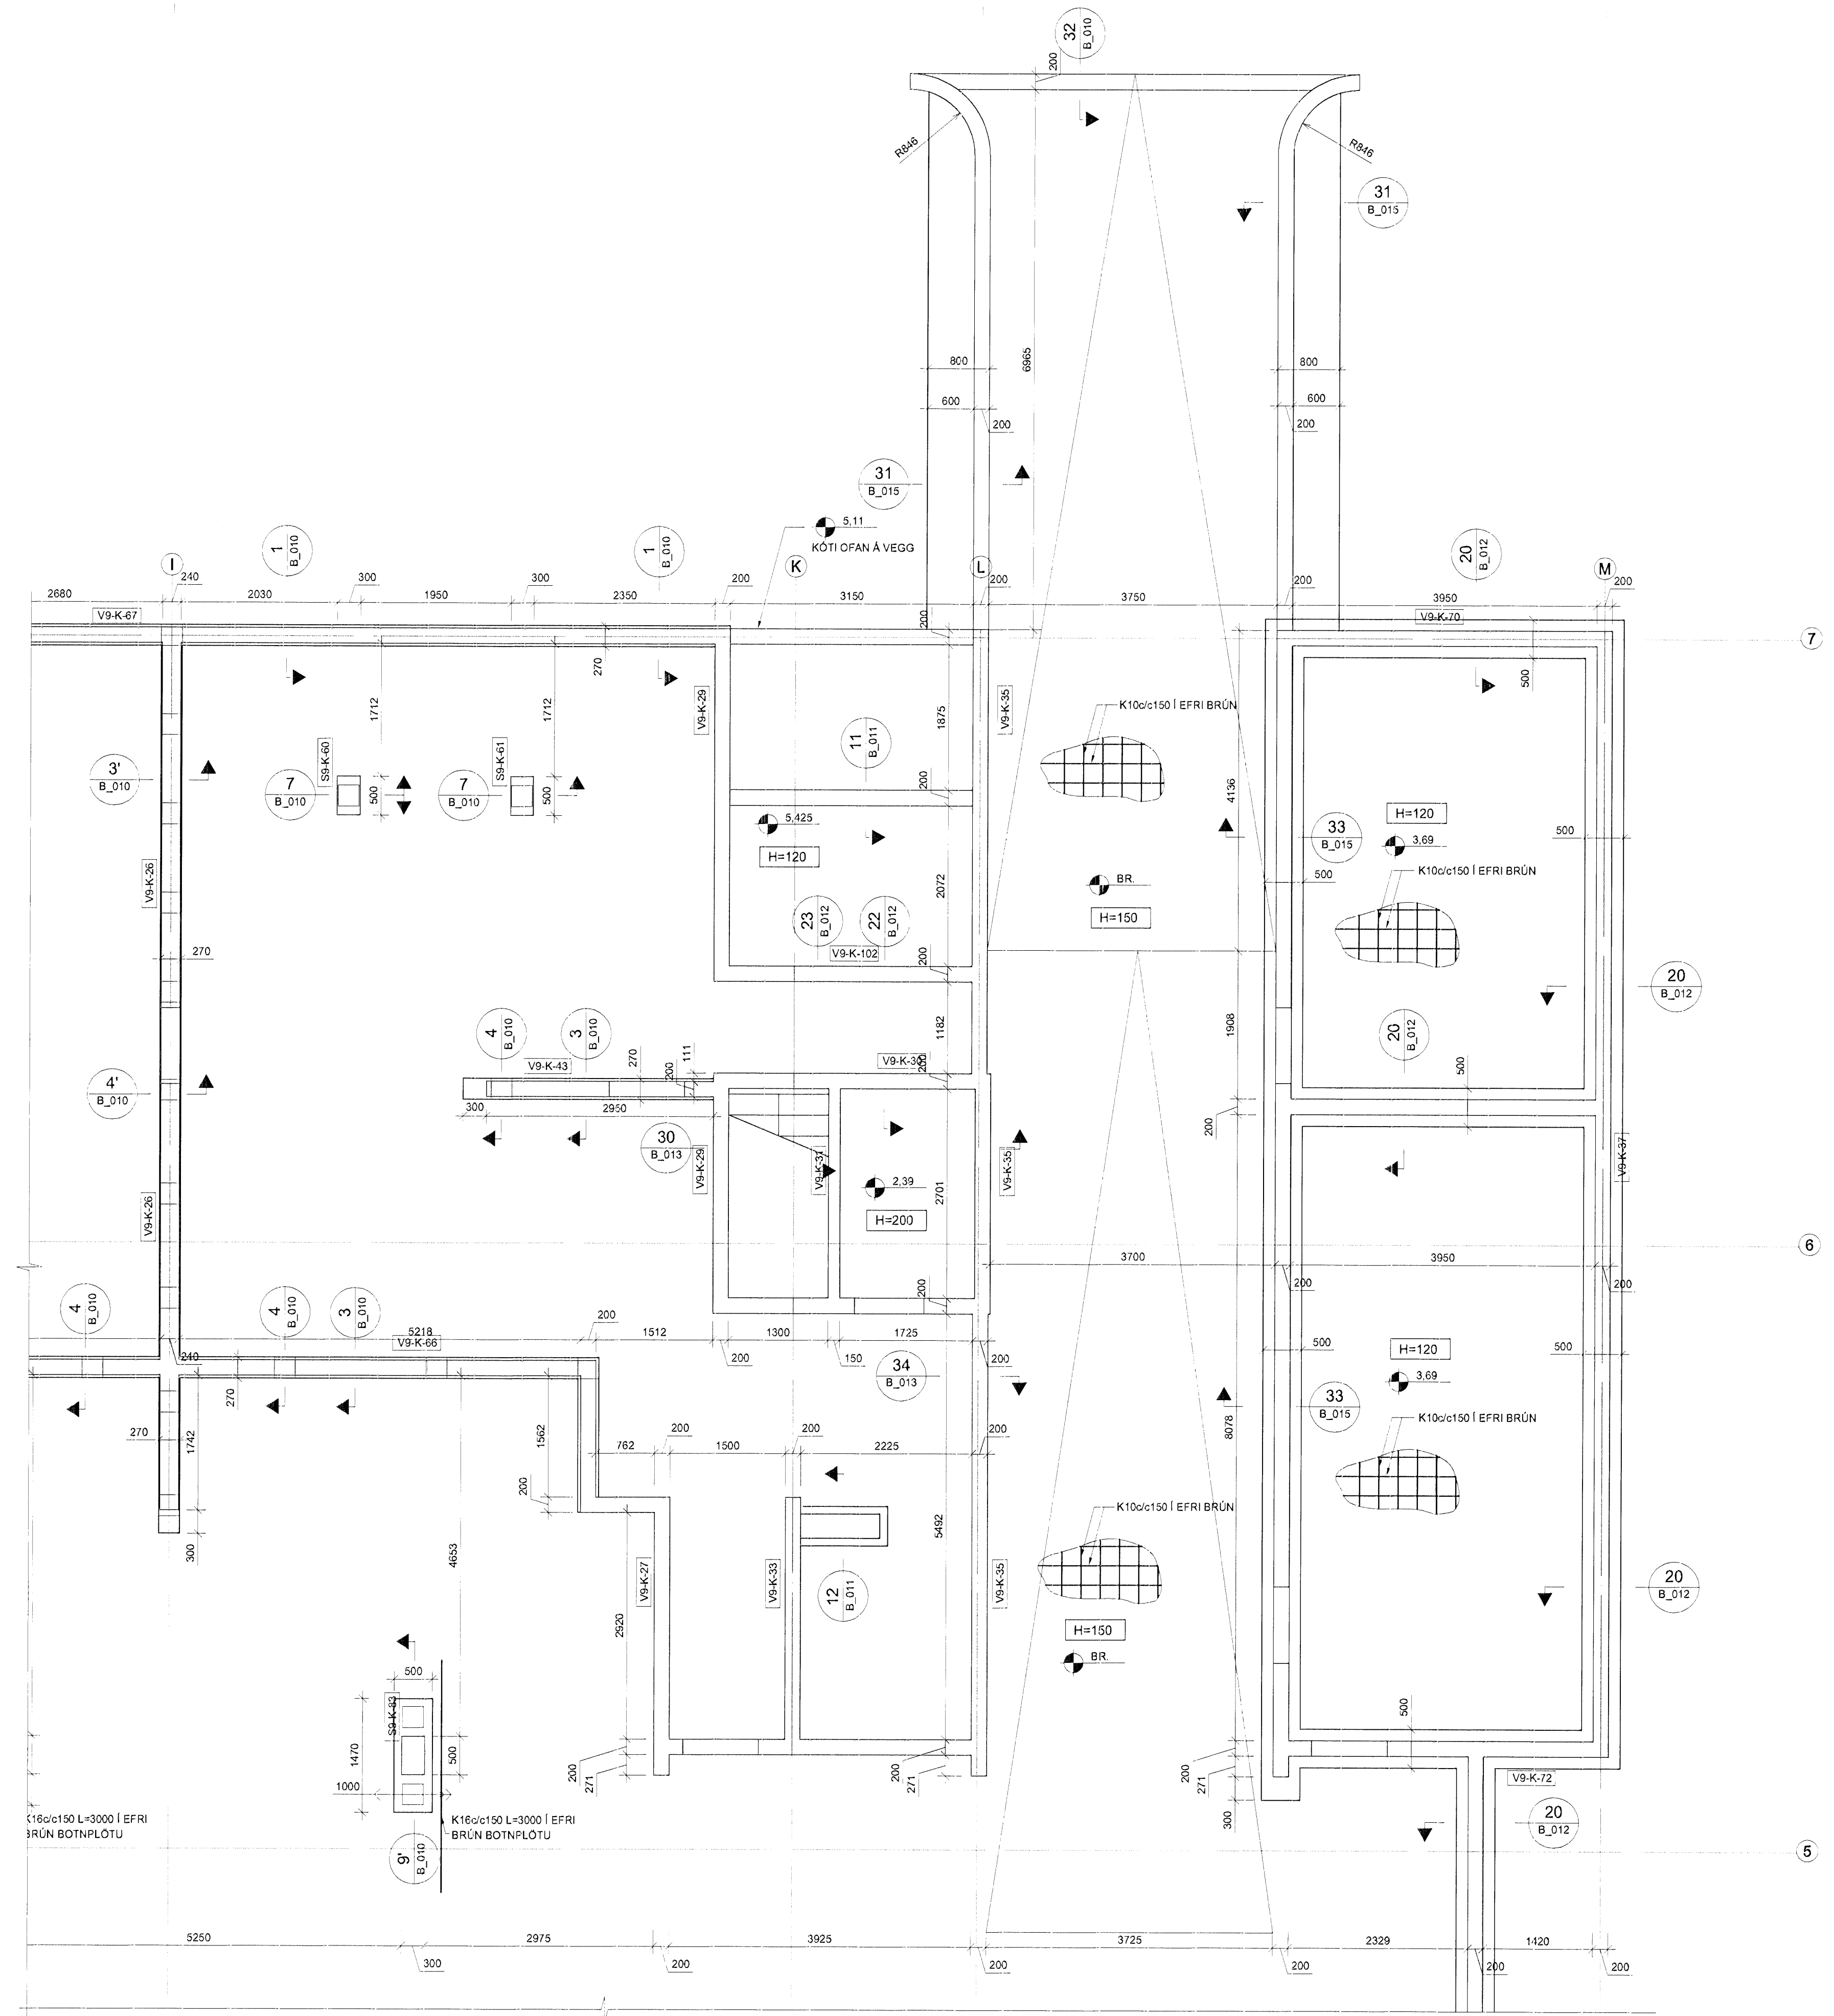 32
B_010
200
R846
R846
31
B_015
6965
800
600
200
800
600
200
31
B_015
1
B_010
1
B_010
5,11
KÓTI OFAN Á VEGG
20
B_012
I
K
L
M
2680
240
2030
300
1950
300
2350
200
3150
200
3750
200
3950
200
V9-K-67
V9-K-70
200
7
270
1712
1712
V9-K-29
1875
V9-K-35
500
K10c/c150 Í EFRI BRÚN
3'
B_010
7
B_010
S9-K-60
500
7
B_010
S9-K-61
500
11
B_011
200
4136
5,425
H=120
H=120
3,69
33
B_015
500
K10c/c150 Í EFRI BRÚN
V9-K-26
BR.
H=150
500
2072
23
B_012
22
B_012
V9-K-102
200
270
20
B_012
4
B_010
3
B_010
1182
1908
20
B_012
V9-K-43
270
111
200
V9-K-30
200
4'
B_010
300
2950
500
200
30
B_013
V9-K-29
V9-K-31
V9-K-35
V9-K-37
2,39
H=200
2701
V9-K-26
6
3700
200
3950
200
4
B_010
4
B_010
3
B_010
200
5218
V9-K-66
200
1512
200
1300
150
1725
200
240
270
34
B_013
500
H=120
500
3,69
33
B_015
K10c/c150 Í EFRI BRÚN
270
1742
1562
762
200
1500
200
2225
200
8078
200
300
4653
5492
K10c/c150 Í EFRI BRÚN
V9-K-27
V9-K-33
V9-K-35
12
B_011
2920
20
B_012
H=150
BR.
500
S9-K-83
1470
500
1000
200
271
200
271
500
200
271
300
V9-K-72
K16c/c150 L=3000 Í EFRI
BRÚN BOTNPLÖTU
K16c/c150 L=3000 Í EFRI
BRÚN BOTNPLÖTU
9'
B_010
20
B_012
5
5250
300
2975
200
3925
200
3725
200
2329
200
1420
200